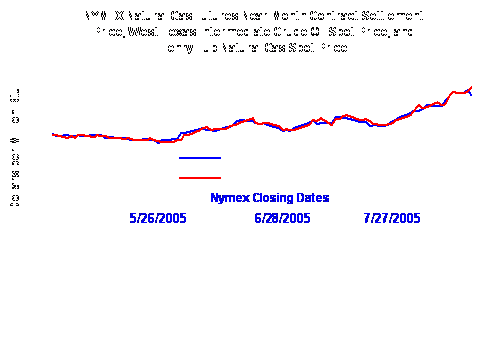 NYMEX Natural Gas Futures Near-Month Contract Settlement
Price, West Texas Intermediate Crude Oil Spot Price, and
Henry Hub Natural Gas Spot Price
Nymex Closing Dates
5/26/2005 6/28/2005 7/27/2005